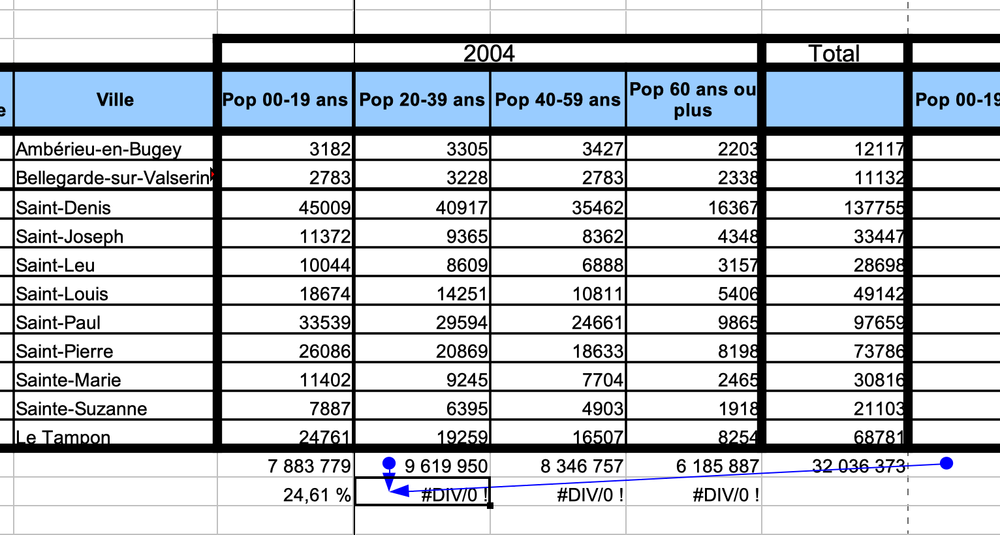 2004 Total
e Ville Pop 00-19 ans Pop 20-39 ans Pop 40-59 ans Pop 60 ans ou plus Pop 00-19
Ambérieu-en-Bugey 3182 3305 3427 2203 12117
Bellegarde-sur-Valserin 2783 3228 2783 2338 11132
Saint-Denis 45009 40917 35462 16367 137755
Saint-Joseph 11372 9365 8362 4348 33447
Saint-Leu 10044 8609 6888 3157 28698
Saint-Louis 18674 14251 10811 5406 49142
Saint-Paul 33539 29594 24661 9865 97659
Saint-Pierre 26086 20869 18633 8198 73786
Sainte-Marie 11402 9245 7704 2465 30816
Sainte-Suzanne 7887 6395 4903 1918 21103
Le Tampon 24761 19259 16507 8254 68781
7 883 779 9 619 950 8 346 757 6 185 887 32 036 373
24,61 % #DIV/0 ! #DIV/0 ! #DIV/0 !